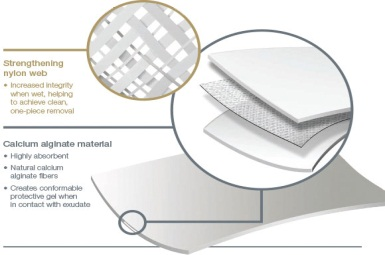 Strengthening
nylon web
• Increased integrity
when wet, helping
to achieve clean,
one-piece removal
Calcium alginate material
• Highly absorbent
• Natural calcium
alginate fibers
• Creates conformable
protective gel when
in contact with exudate